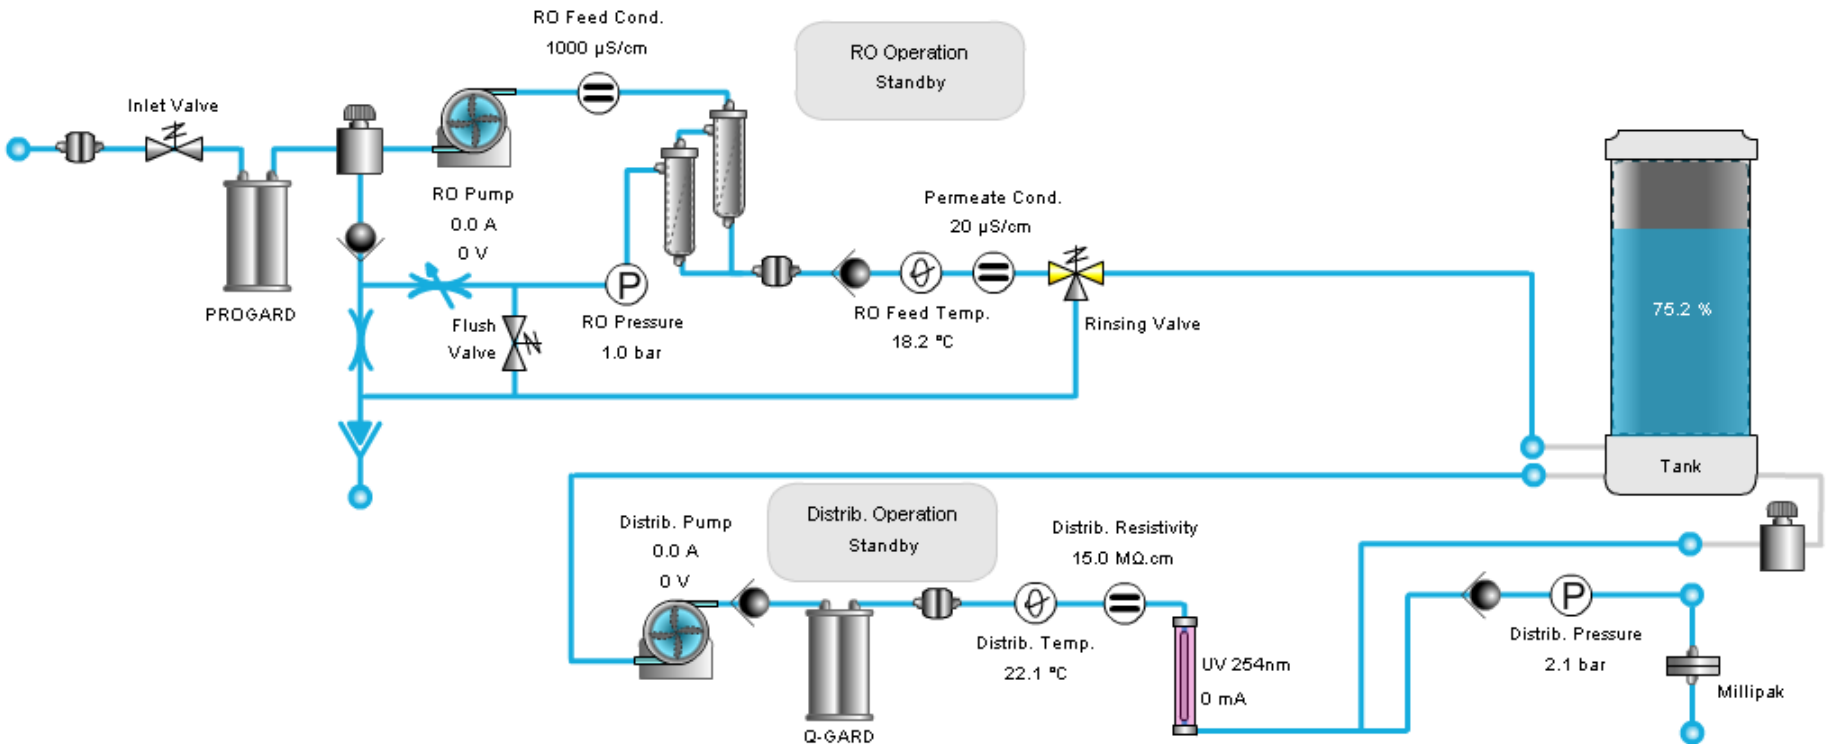 RO Feed Cond.
1000 µS/cm
RO Operation
Standby
Inlet Valve
RO Pump
0.0 A
0 V
Permeate Cond.
20 µS/cm
PROGARD
P
RO Feed Temp.
18.2 °C
Rinsing Valve
75.2 %
Flush
Valve
RO Pressure
1.0 bar
Tank
Distrib. Pump
0.0 A
0 V
Distrib. Operation
Standby
Distrib. Resistivity
15.0 MΩ.cm
P
Distrib. Temp.
22.1 °C
UV 254nm
0 mA
Distrib. Pressure
2.1 bar
Millipak
Q-GARD